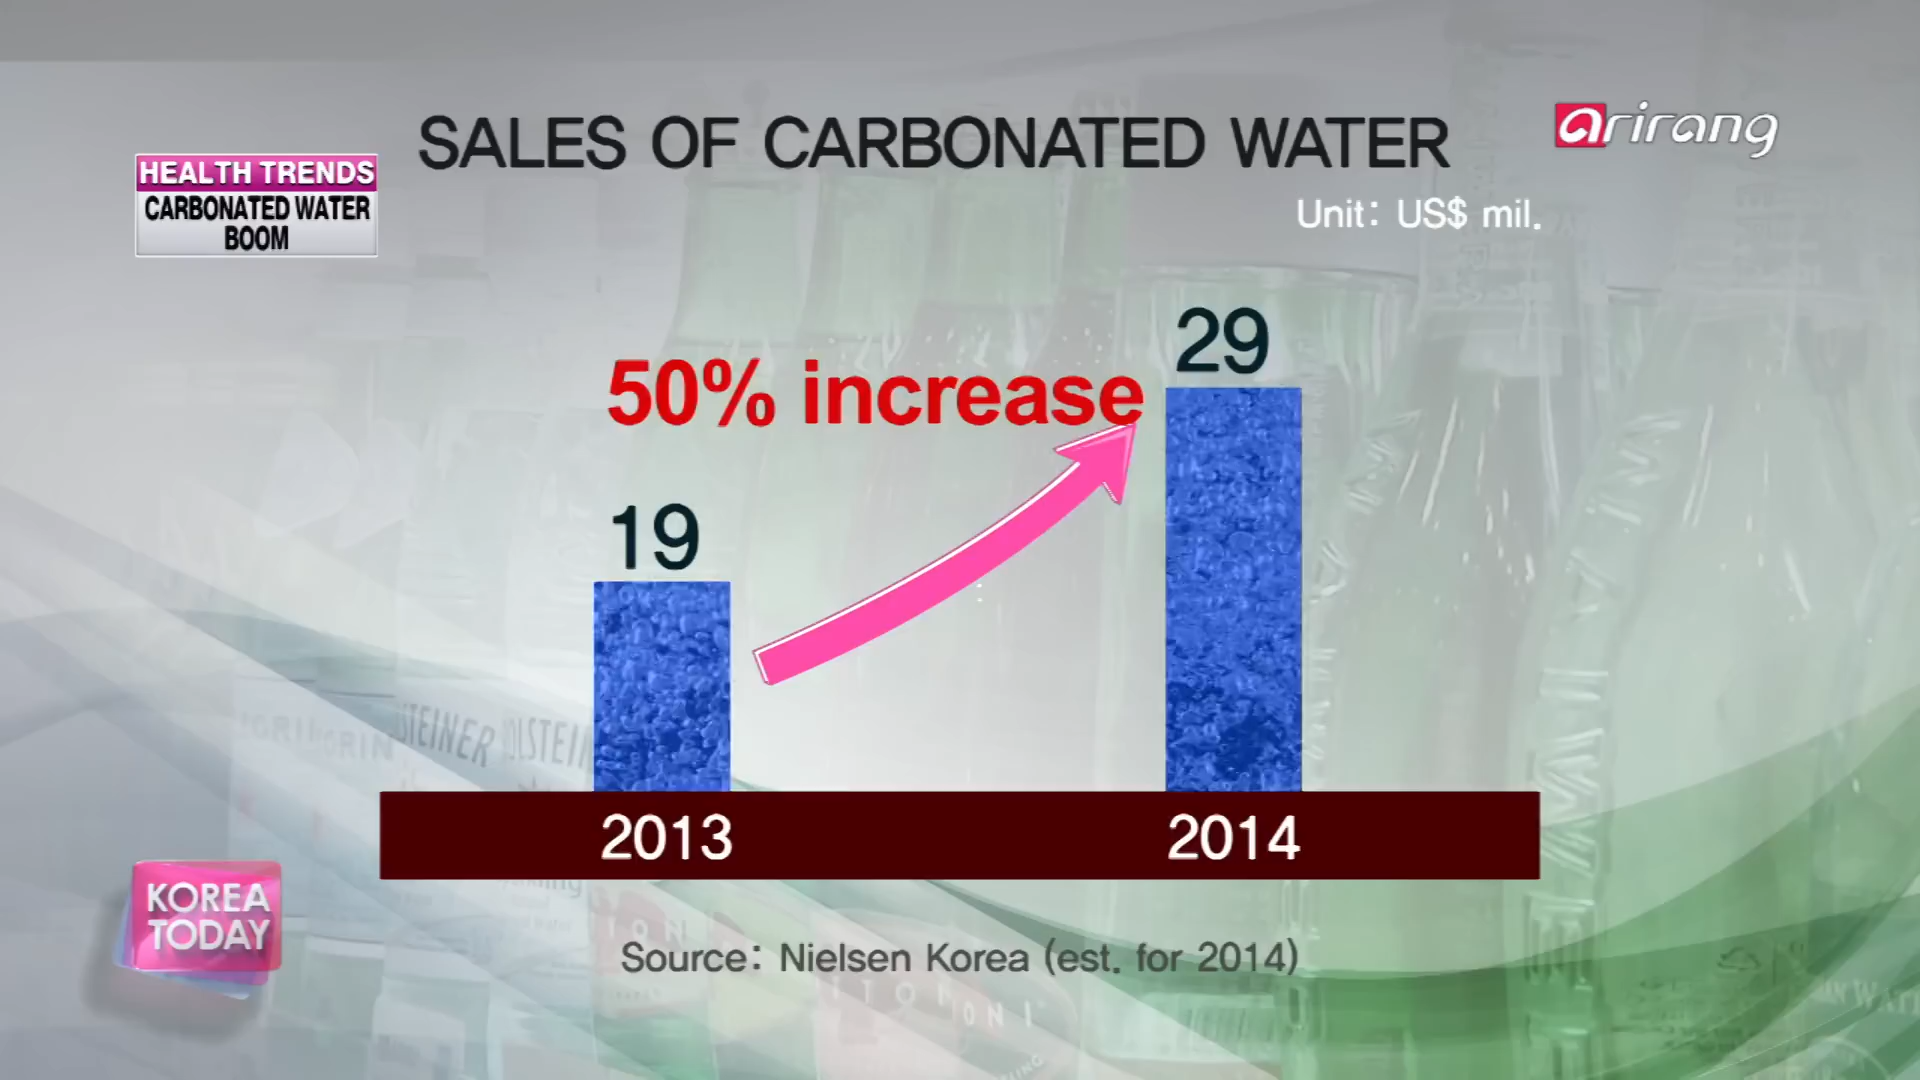 SALES OF CARBONATED WATER
arirang
HEALTH TRENDS
CARBONATED WATER
BOOM
Unit: US$ mil.
29
50% increase
19
2013
2014
KOREA
TODAY
Source: Nielsen Korea (est. for 2014)
STEINER